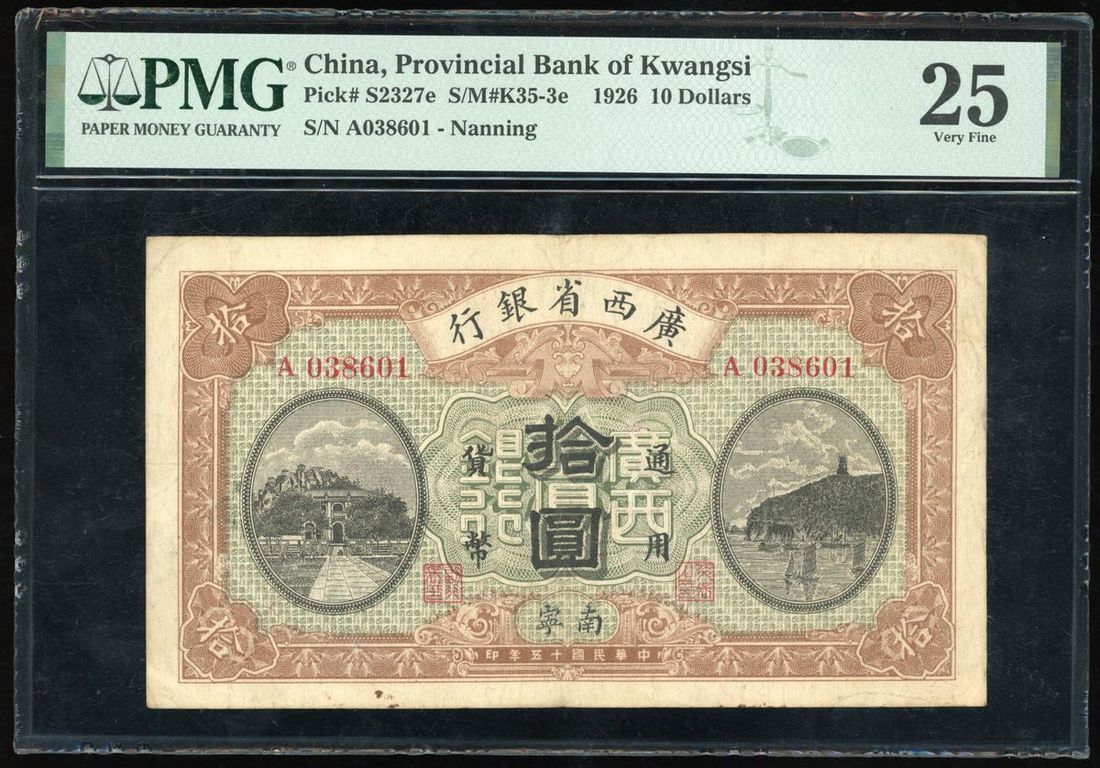 PMG® China, Provincial Bank of Kwangsi
PAPER MONEY GUARANTY
Pick# S2327e S/M#K35-3e 1926 10 Dollars
S/N A038601 - Nanning
25
Very Fine
廣西省銀行
拾
拾
A 038601
A 038601
拾圓
通用
貨幣
廣西
南寧
拾
拾
中華民國十五年印